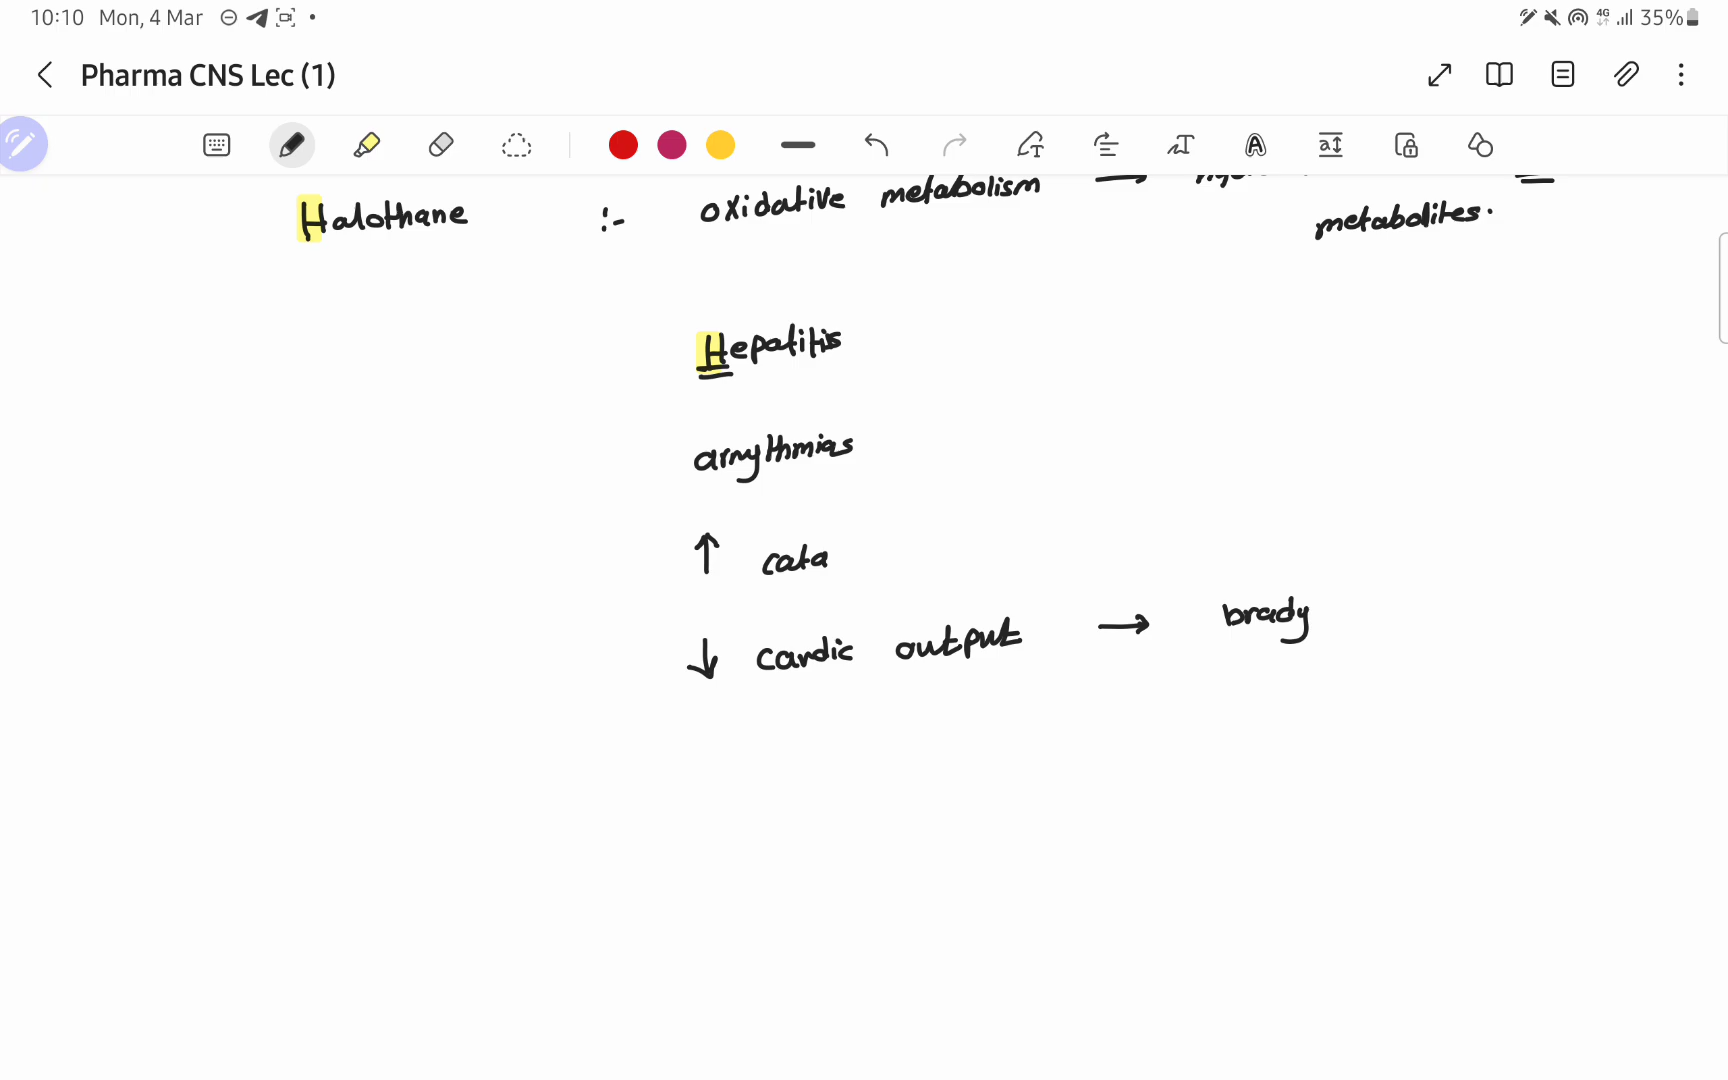 10:10 Mon, 4 Mar 4G 35%
Pharma CNS Lec (1)
Halothane :- oxidative metabolism →
metabolites.
Hepatitis
arrythmias
↑ cata
↓ cardic output → brady